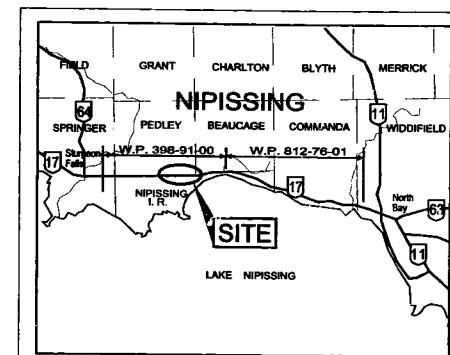 FIELD GRANT CHARLTON BLYTH MERRICK
NIPISSING
11
64
SPRINGER PEDLEY BEAUCAGE COMMANDA WIDDIFIELD
Sturgeon Falls
W.P. 398-91-00 W.P. 812-76-01
17
NIPISSING
I. R.
17
North
Bay
63
SITE
11
LAKE NIPISSING